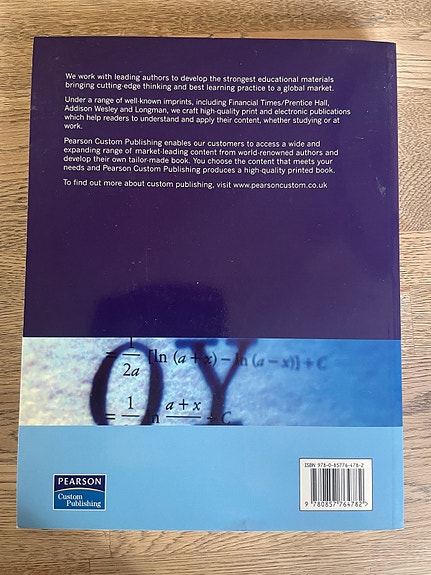 We work with leading authors to develop the strongest educational materials
bringing cutting-edge thinking and best learning practice to a global market.
Under a range of well-known imprints, including Financial Times/Prentice Hall,
Addison Wesley and Longman, we craft high-quality print and electronic publications
which help readers to understand and apply their content, whether studying or at
work.
Pearson Custom Publishing enables our customers to access a wide and
expanding range of market-leading content from world-renowned authors and
develop their own tailor-made book. You choose the content that meets your
needs and Pearson Custom Publishing produces a high-quality printed book.
To find out more about custom publishing, visit www.pearsoncustom.co.uk
= 1/2a [ln (a + x) – ln (a – x)] + C
= 1 a + x + C
O Y
ISBN 978-0-85776-478-2
9 780857 764782 >
PEARSON
Custom
Publishing